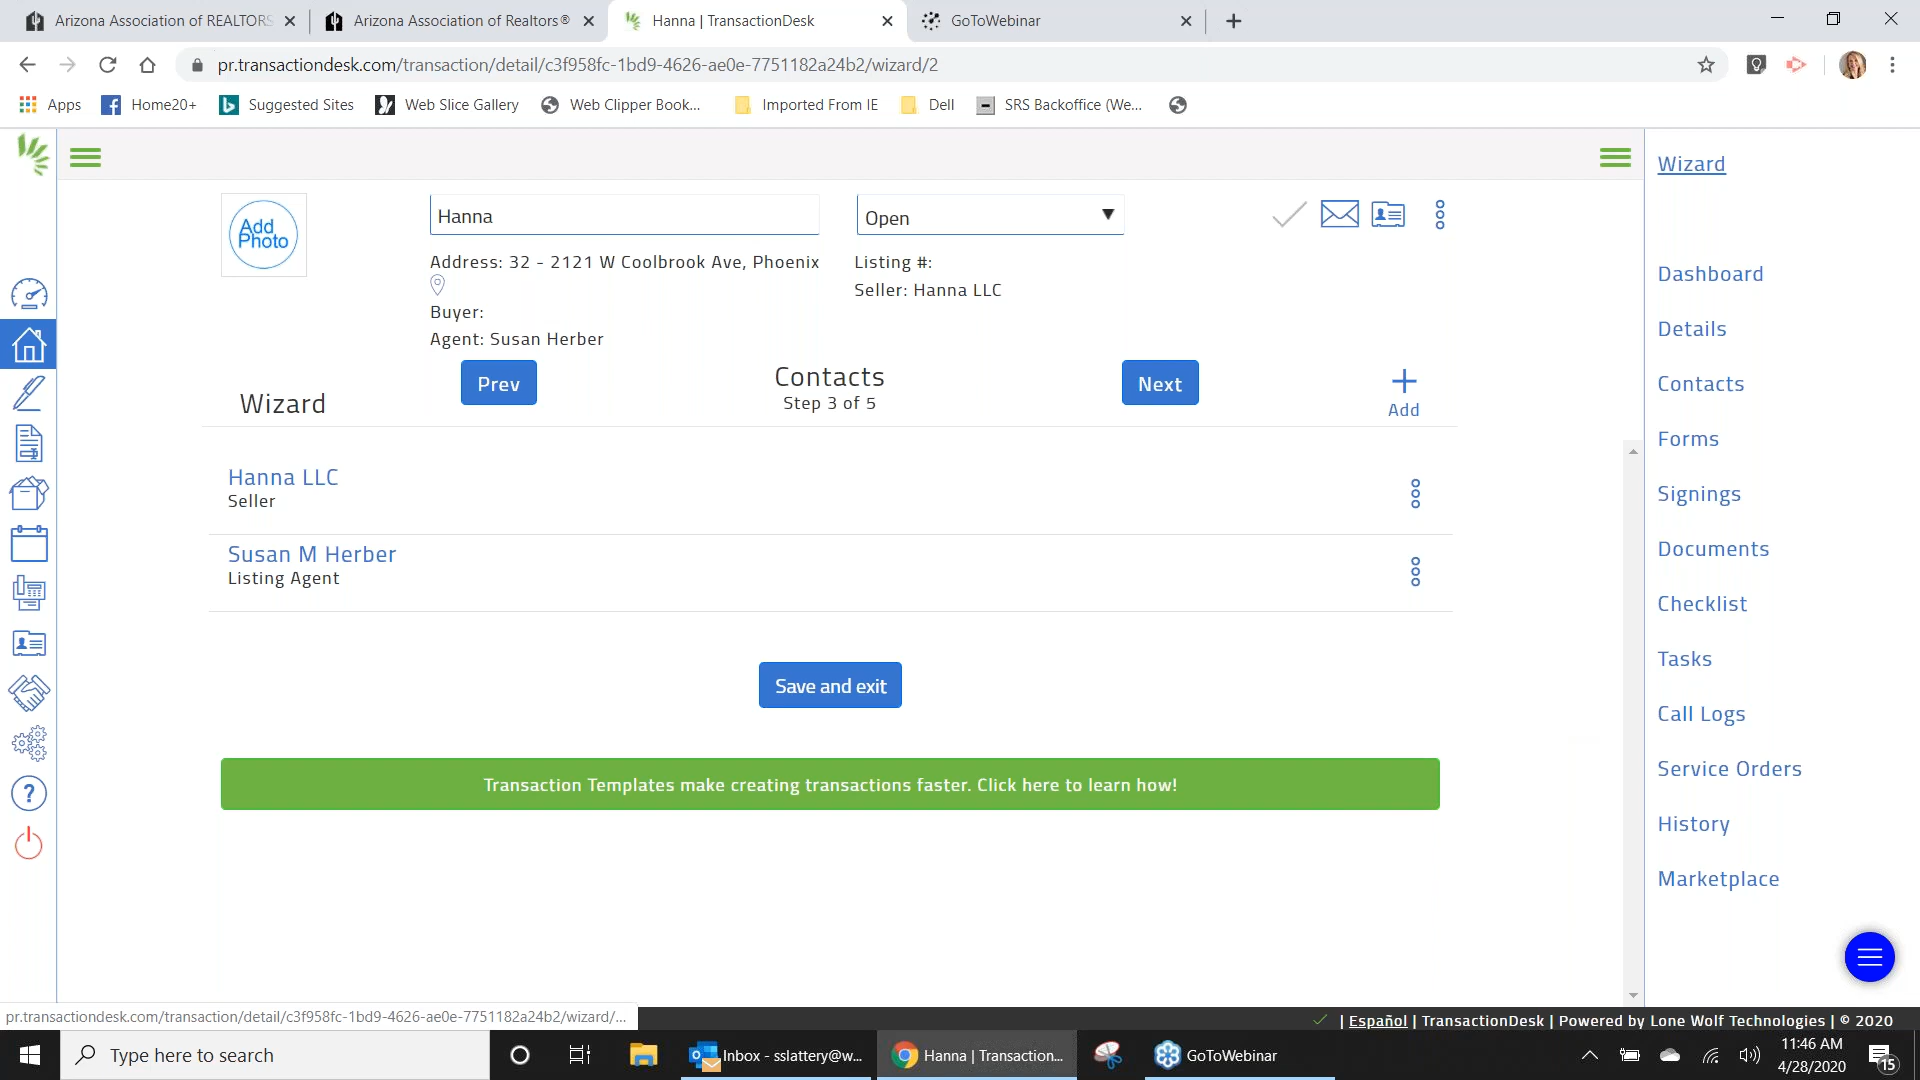 Arizona Association of REALTORS
Arizona Association of Realtors®
Hanna | TransactionDesk
GoToWebinar
pr.transactiondesk.com/transaction/detail/c3f958fc-1bd9-4626-ae0e-7751182a24b2/wizard/2
Apps
Home20+
Suggested Sites
Web Slice Gallery
Web Clipper Book...
Imported From IE
Dell
SRS Backoffice (We...
Add
Photo
Hanna
Open
Address: 32 - 2121 W Coolbrook Ave, Phoenix
Listing #:
Seller: Hanna LLC
Buyer:
Agent: Susan Herber
Wizard
Prev
Contacts
Step 3 of 5
Next
Add
Hanna LLC
Seller
Susan M Herber
Listing Agent
Save and exit
Transaction Templates make creating transactions faster. Click here to learn how!
Wizard
Dashboard
Details
Contacts
Forms
Signings
Documents
Checklist
Tasks
Call Logs
Service Orders
History
Marketplace
pr.transactiondesk.com/transaction/detail/c3f958fc-1bd9-4626-ae0e-7751182a24b2/wizard/...
| Español | TransactionDesk | Powered by Lone Wolf Technologies | © 2020
Type here to search
Inbox - sslattery@w...
Hanna | Transaction...
GoToWebinar
11:46 AM
4/28/2020
15